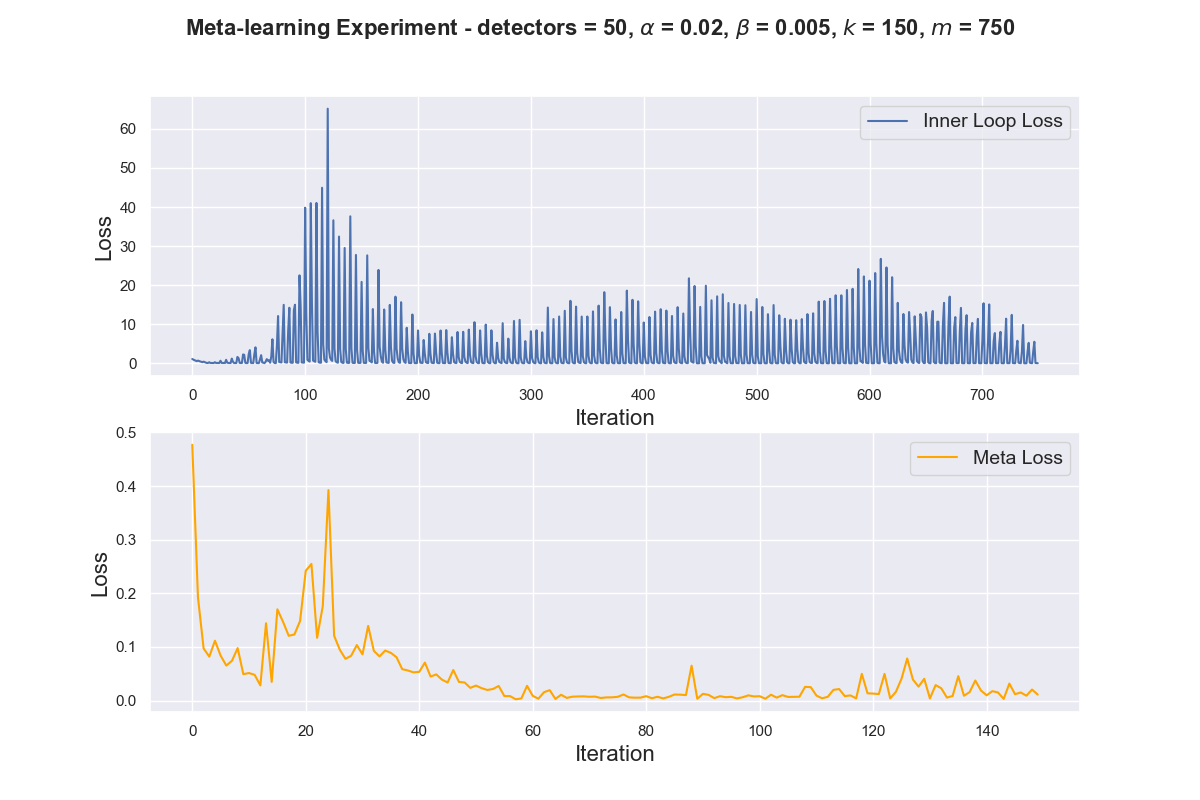 Meta-learning Experiment - detectors = 50, α = 0.02, β = 0.005, k = 150, m = 750
Inner Loop Loss
60
50
40
30
20
10
0
Loss
0 100 200 300 400 500 600 700
Iteration
Meta Loss
0.5
0.4
0.3
0.2
0.1
0.0
Loss
0 20 40 60 80 100 120 140
Iteration